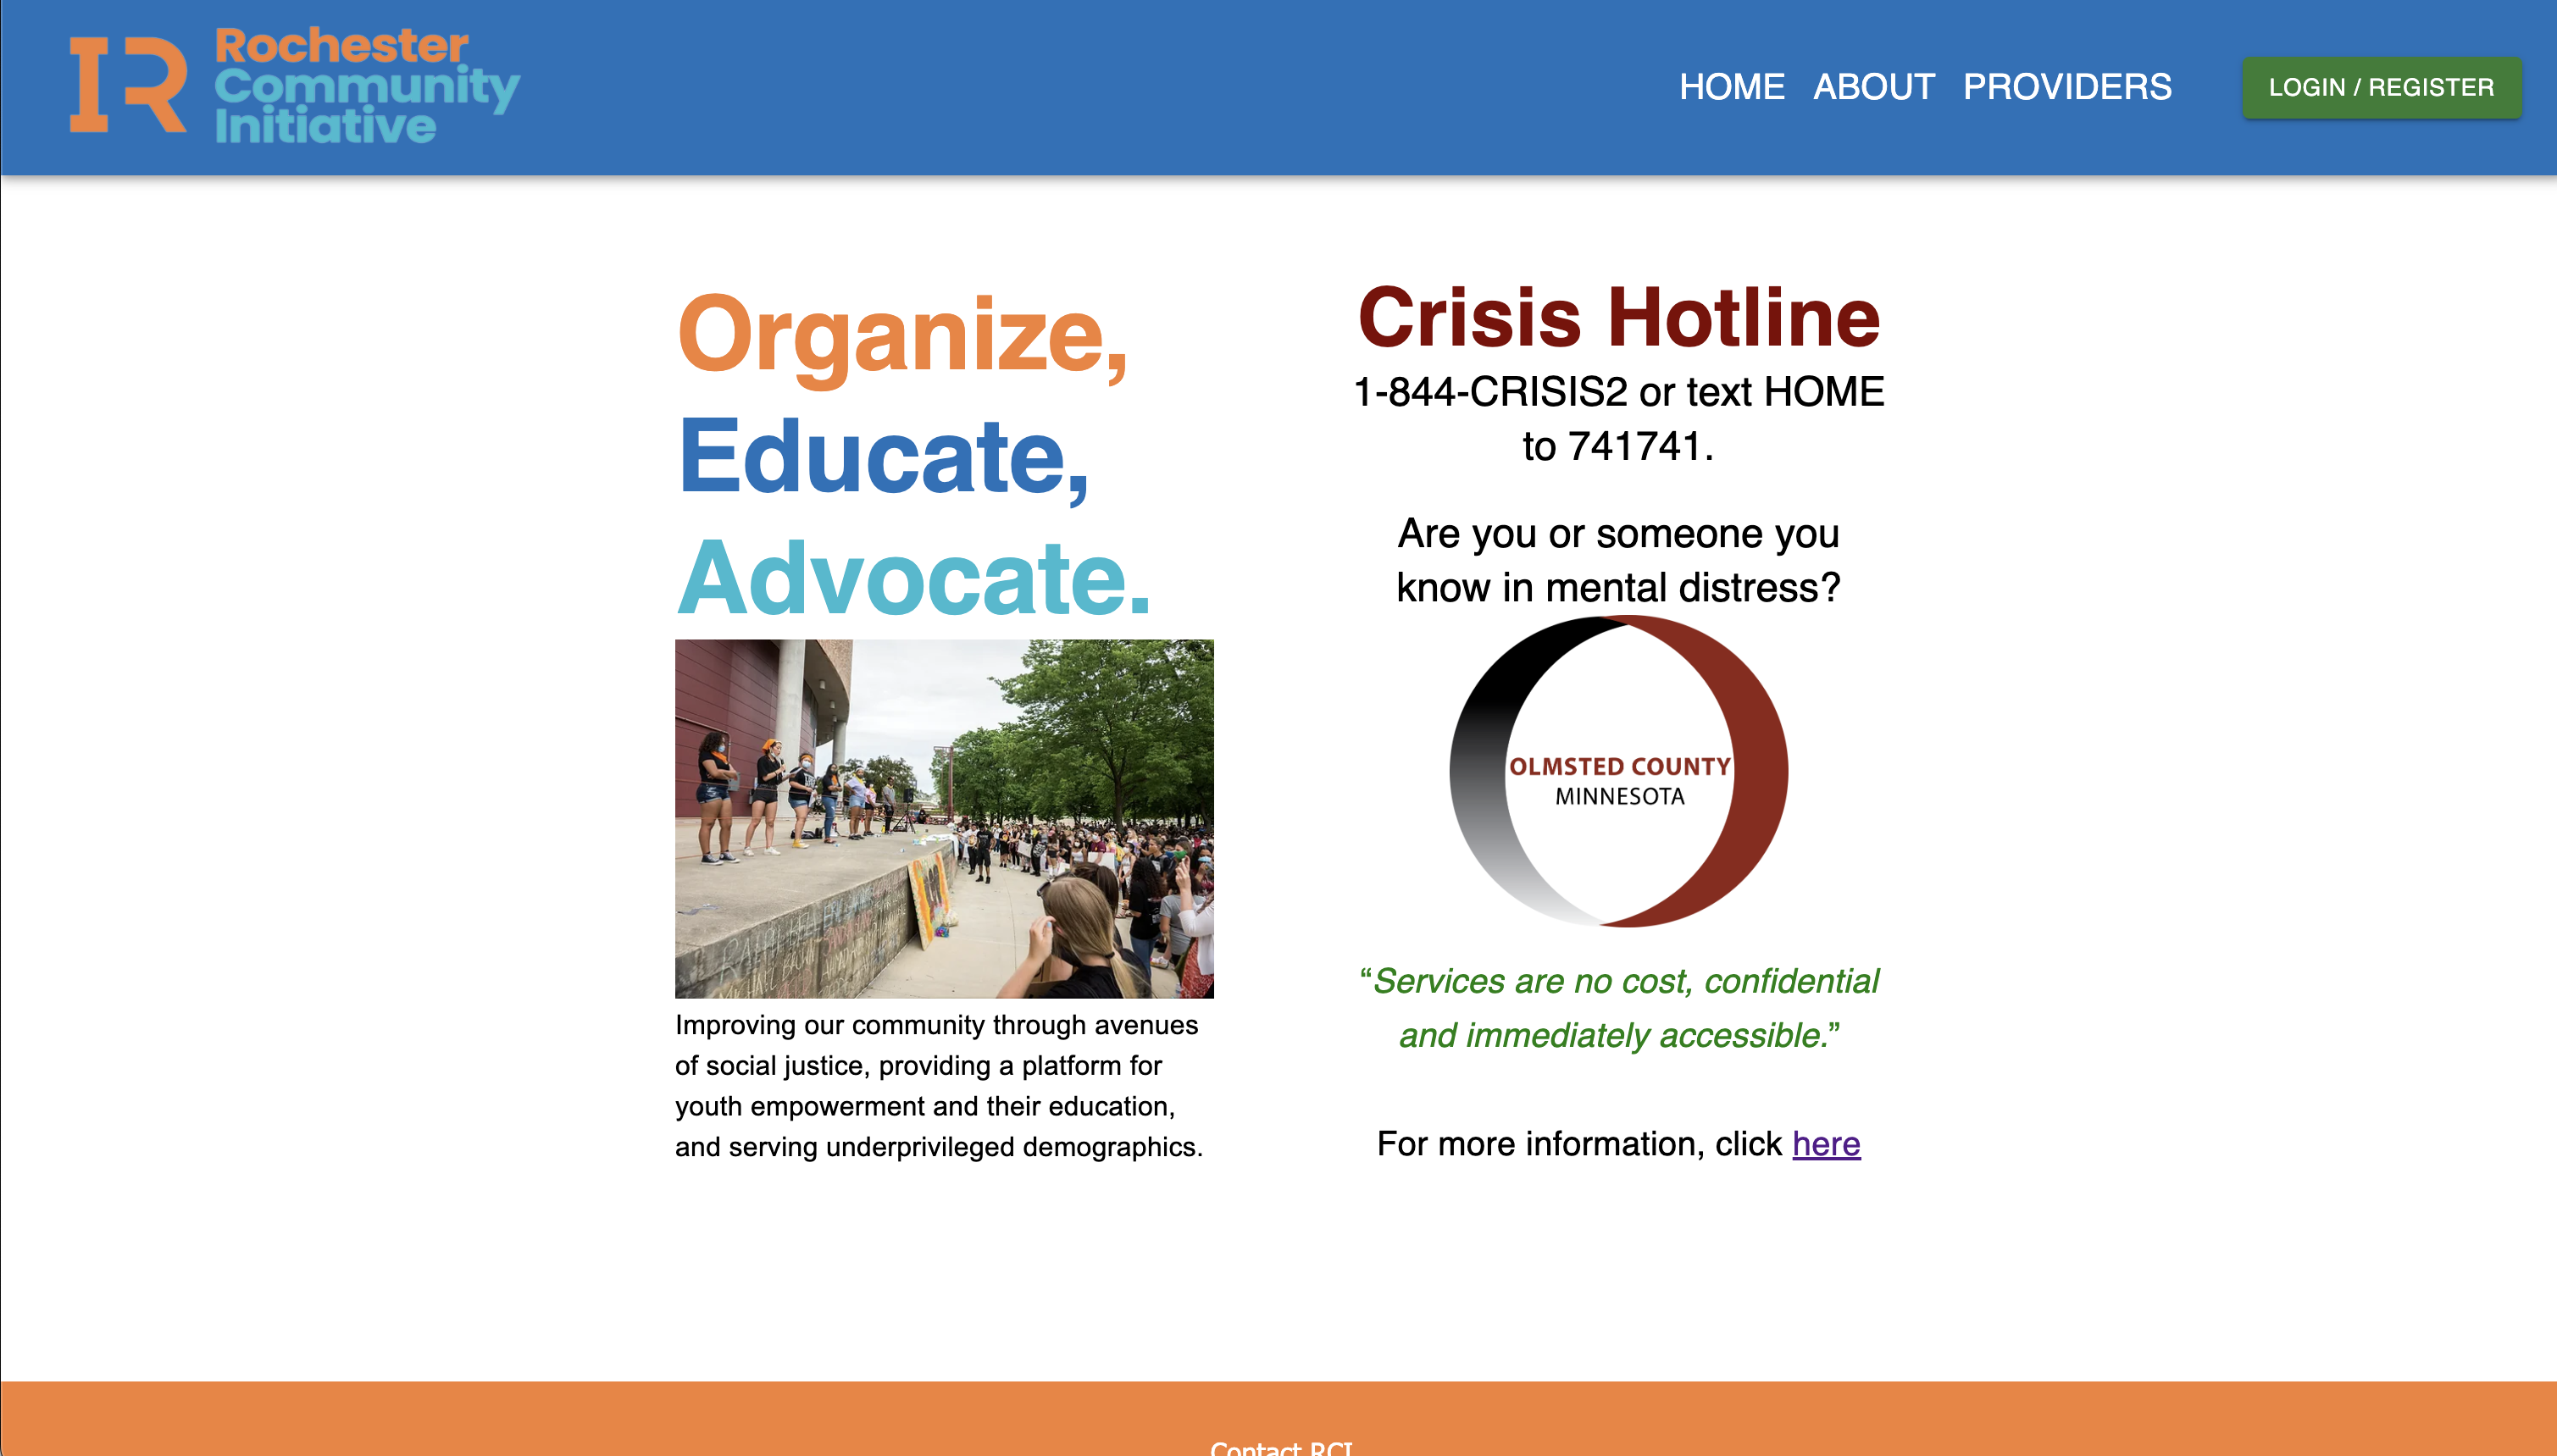 Rochester
Community
Initiative
HOME ABOUT PROVIDERS LOGIN / REGISTER
Organize,
Educate,
Advocate.
Improving our community through avenues
of social justice, providing a platform for
youth empowerment and their education,
and serving underprivileged demographics.
Crisis Hotline
1-844-CRISIS2 or text HOME
to 741741.
Are you or someone you
know in mental distress?
OLMSTED COUNTY
MINNESOTA
“Services are no cost, confidential
and immediately accessible.”
For more information, click here
Contact RCI